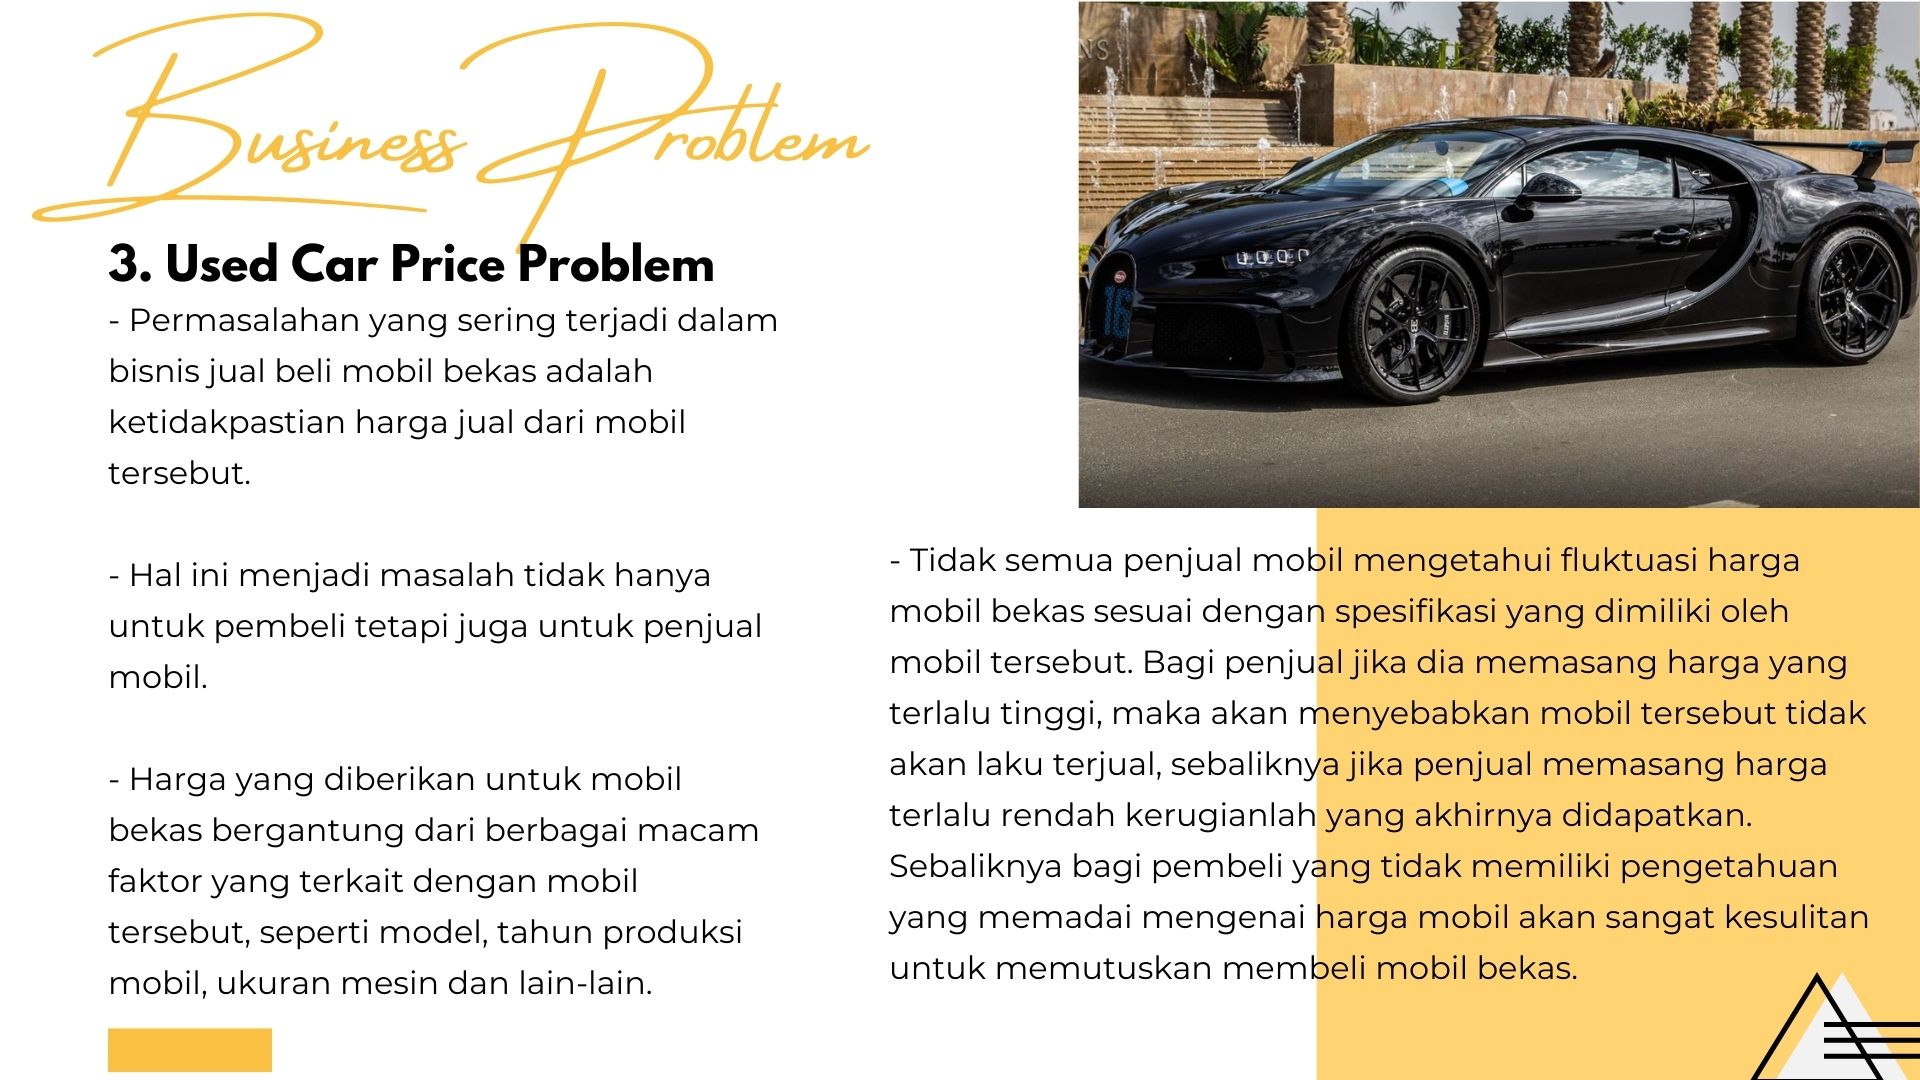 Business Problem
3. Used Car Price Problem
- Permasalahan yang sering terjadi dalam
bisnis jual beli mobil bekas adalah
ketidakpastian harga jual dari mobil
tersebut.
- Hal ini menjadi masalah tidak hanya
untuk pembeli tetapi juga untuk penjual
mobil.
- Harga yang diberikan untuk mobil
bekas bergantung dari berbagai macam
faktor yang terkait dengan mobil
tersebut, seperti model, tahun produksi
mobil, ukuran mesin dan lain-lain.
NS
16
- Tidak semua penjual mobil mengetahui fluktuasi harga
mobil bekas sesuai dengan spesifikasi yang dimiliki oleh
mobil tersebut. Bagi penjual jika dia memasang harga yang
terlalu tinggi, maka akan menyebabkan mobil tersebut tidak
akan laku terjual, sebaliknya jika penjual memasang harga
terlalu rendah kerugianlah yang akhirnya didapatkan.
Sebaliknya bagi pembeli yang tidak memiliki pengetahuan
yang memadai mengenai harga mobil akan sangat kesulitan
untuk memutuskan membeli mobil bekas.